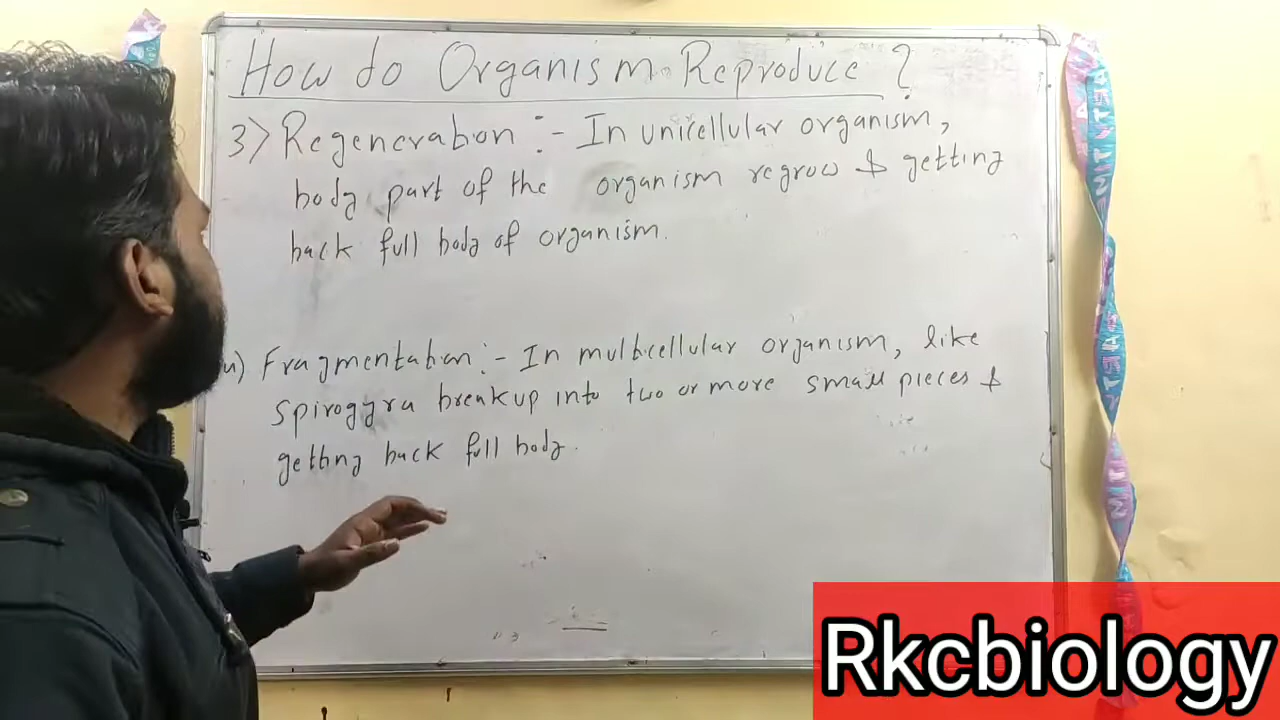 How do Organism Reproduce ?
3) Regeneration :- In unicellular organism,
body part of the organism regrow & getting
back full body of organism.
4) Fragmentation :- In multicellular organism, like
spirogyra breakup into two or more small pieces &
getting back full body.
Rkcbiology